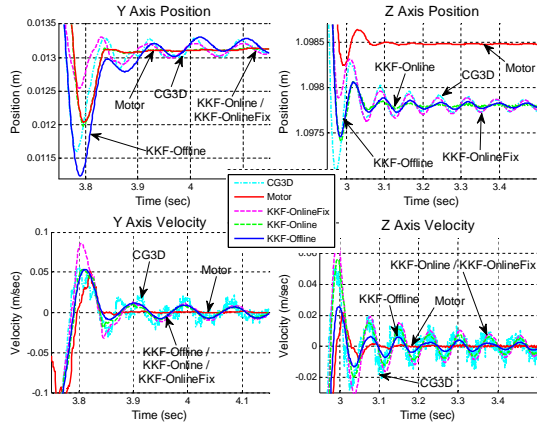 Y Axis Position
0.0135
0.013
0.0125
0.012
0.0115
Position (m)
Motor
CG3D
KKF-Online /
KKF-OnlineFix
KKF-Offline
3.8
3.9
4
4.1
Time (sec)
Z Axis Position
1.0985
1.098
1.0975
Position (m)
KKF-Online
CG3D
Motor
KKF-Offline
KKF-OnlineFix
3
3.1
3.2
3.3
3.4
Time (sec)
CG3D
Motor
KKF-OnlineFix
KKF-Online
KKF-Offline
Y Axis Velocity
0.1
0.05
0
-0.05
-0.1
Velocity (m/sec)
CG3D
Motor
KKF-Offline /
KKF-Online /
KKF-OnlineFix
3.8
3.9
4
4.1
Time (sec)
Z Axis Velocity
0.06
0.04
0.02
0
-0.02
Velocity (m/sec)
KKF-Online / KKF-OnlineFix
KKF-Offline
Motor
CG3D
3
3.1
3.2
3.3
3.4
Time (sec)